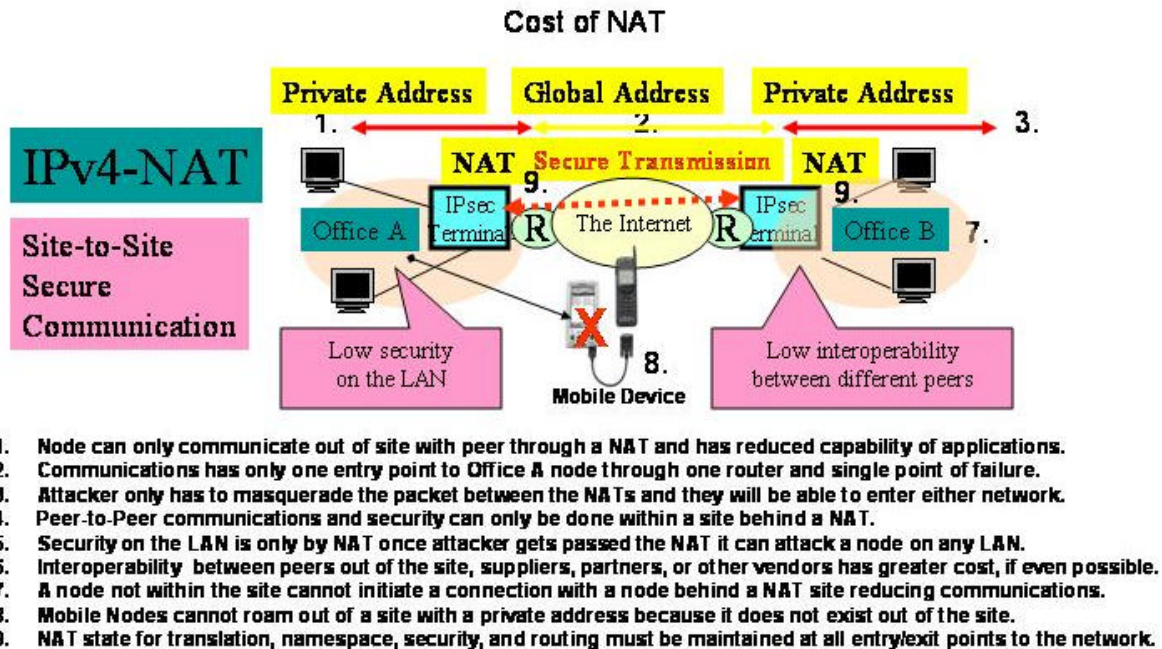 Cost of NAT
Private Address
Global Address
Private Address
1.
2.
3.
IPv4-NAT
NAT
Secure Transmission
NAT
9.
9.
Office A
IPsec
Terminal
R
The Internet
R
IPsec
erminal
Office B
7.
Site-to-Site
Secure
Communication
Low security
on the LAN
X
8.
Mobile Device
Low interoperability
between different peers
1. Node can only communicate out of site with peer through a NAT and has reduced capability of applications.
2. Communications has only one entry point to Office A node through one router and single point of failure.
3. Attacker only has to masquerade the packet between the NATs and they will be able to enter either network.
4. Peer-to-Peer communications and security can only be done within a site behind a NAT.
5. Security on the LAN is only by NAT once attacker gets passed the NAT it can attack a node on any LAN.
6. Interoperability between peers out of the site, suppliers, partners, or other vendors has greater cost, if even possible.
7. A node not within the site cannot initiate a connection with a node behind a NAT site reducing communications.
8. Mobile Nodes cannot roam out of a site with a private address because it does not exist out of the site.
9. NAT state for translation, namespace, security, and routing must be maintained at all entry/exit points to the network.